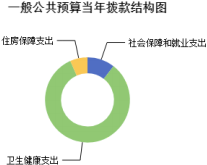 一般公共预算当年拨款结构图
住房保障支出
社会保障和就业支出
卫生健康支出